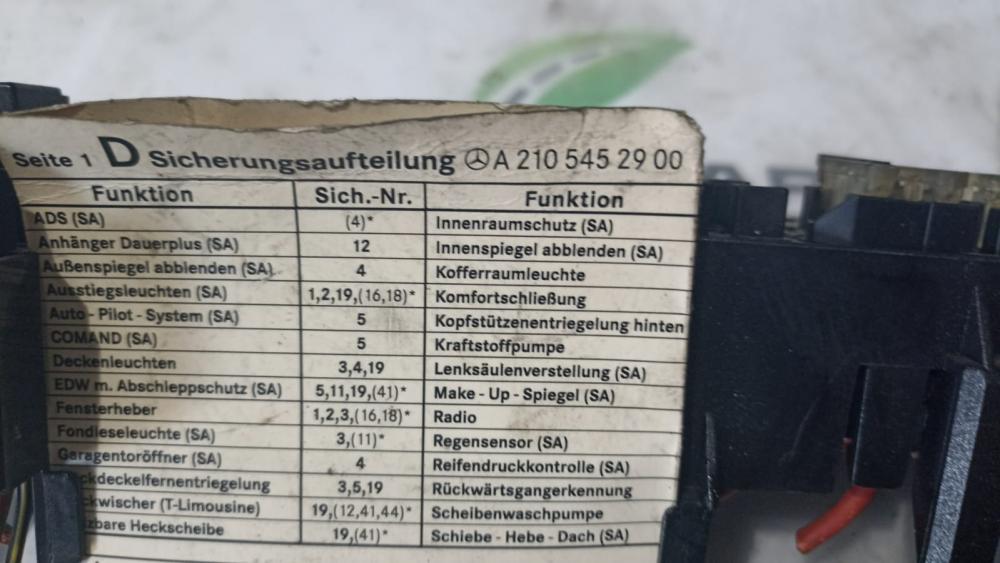 Seite 1 D Sicherungsaufteilung A 210 545 29 00
Funktion Sich.-Nr. Funktion
ADS (SA) (4)* Innenraumschutz (SA)
Anhänger Dauerplus (SA) 12 Innenspiegel abblenden (SA)
Außenspiegel abblenden (SA) 4 Kofferraumleuchte
Ausstiegsleuchten (SA) 1,2,19,(16,18)* Komfortschließung
Auto - Pilot - System (SA) 5 Kopfstützenentriegelung hinten
COMAND (SA) 5 Kraftstoffpumpe
Deckenleuchten 3,4,19 Lenksäulenverstellung (SA)
EDW m. Abschleppschutz (SA) 5,11,19,(41)* Make - Up - Spiegel (SA)
Fensterheber 1,2,3,(16,18)* Radio
Fondleseleuchte (SA) 3,(11)* Regensensor (SA)
Garagentoröffner (SA) 4 Reifendruckkontrolle (SA)
ckdeckelfernentriegelung 3,5,19 Rückwärtsgangerkennung
ckwischer (T-Limousine) 19,(12,41,44)* Scheibenwaschpumpe
zbare Heckscheibe 19,(41)* Schiebe - Hebe - Dach (SA)